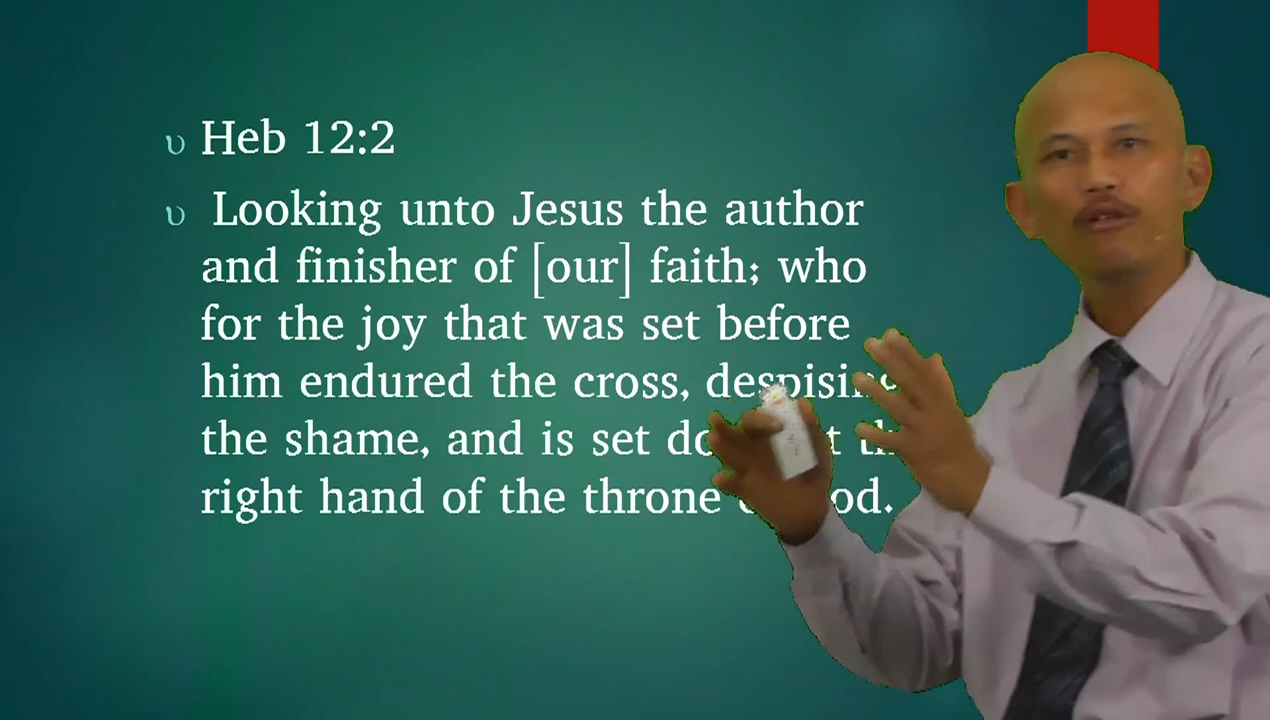 Heb 12:2
Looking unto Jesus the author
and finisher of [our] faith; who
for the joy that was set before
him endured the cross, despising
the shame, and is set
right hand of the throne